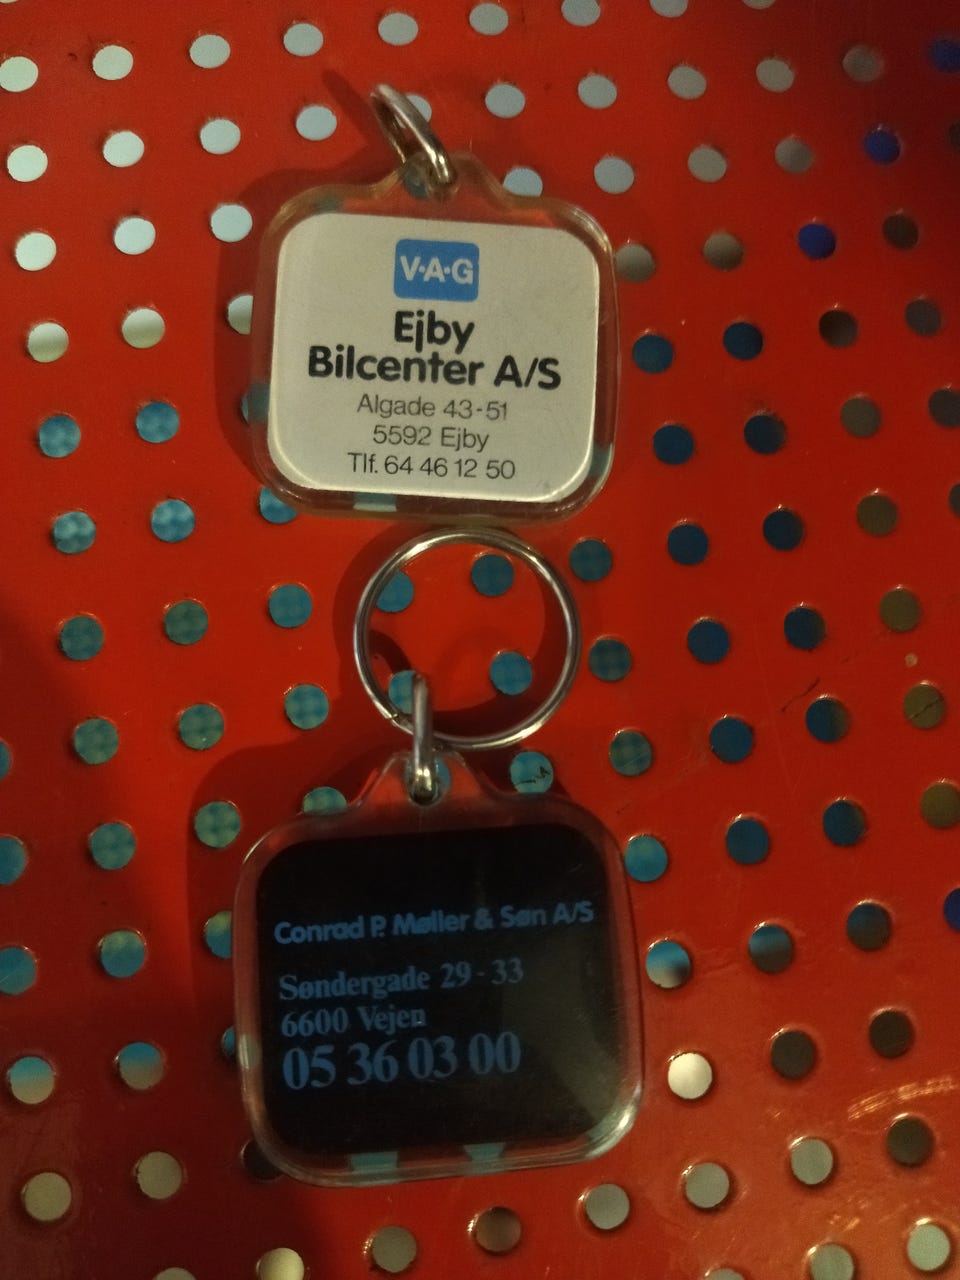 V·A·G
Ejby
Bilcenter A/S
Algade 43-51
5592 Ejby
Tlf. 64 46 12 50
Conrad P. Møller & Søn A/S
Søndergade 29-33
6600 Vejen
05 36 03 00